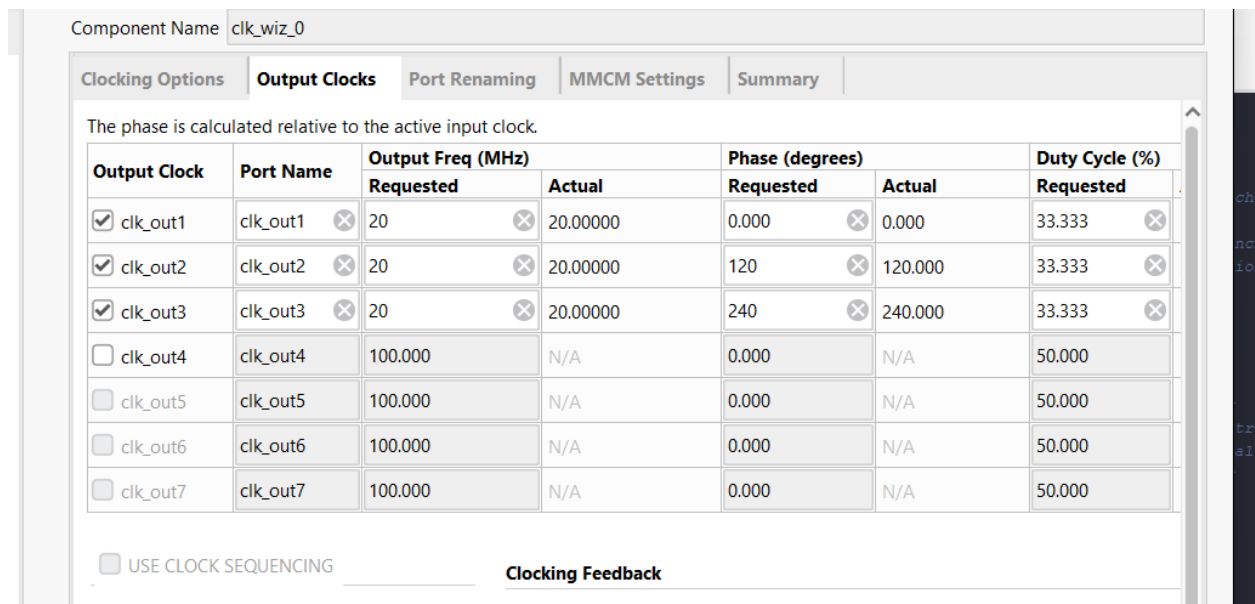 Component Name clk_wiz_0
Clocking Options Output Clocks Port Renaming MMCM Settings Summary
The phase is calculated relative to the active input clock.
Output Clock Port Name Output Freq (MHz) Phase (degrees) Duty Cycle (%)
Requested Actual Requested Actual Requested
clk_out1 clk_out1 20 20.00000 0.000 0.000 33.333
clk_out2 clk_out2 20 20.00000 120 120.000 33.333
clk_out3 clk_out3 20 20.00000 240 240.000 33.333
clk_out4 clk_out4 100.000 N/A 0.000 N/A 50.000
clk_out5 clk_out5 100.000 N/A 0.000 N/A 50.000
clk_out6 clk_out6 100.000 N/A 0.000 N/A 50.000
clk_out7 clk_out7 100.000 N/A 0.000 N/A 50.000
USE CLOCK SEQUENCING
Clocking Feedback